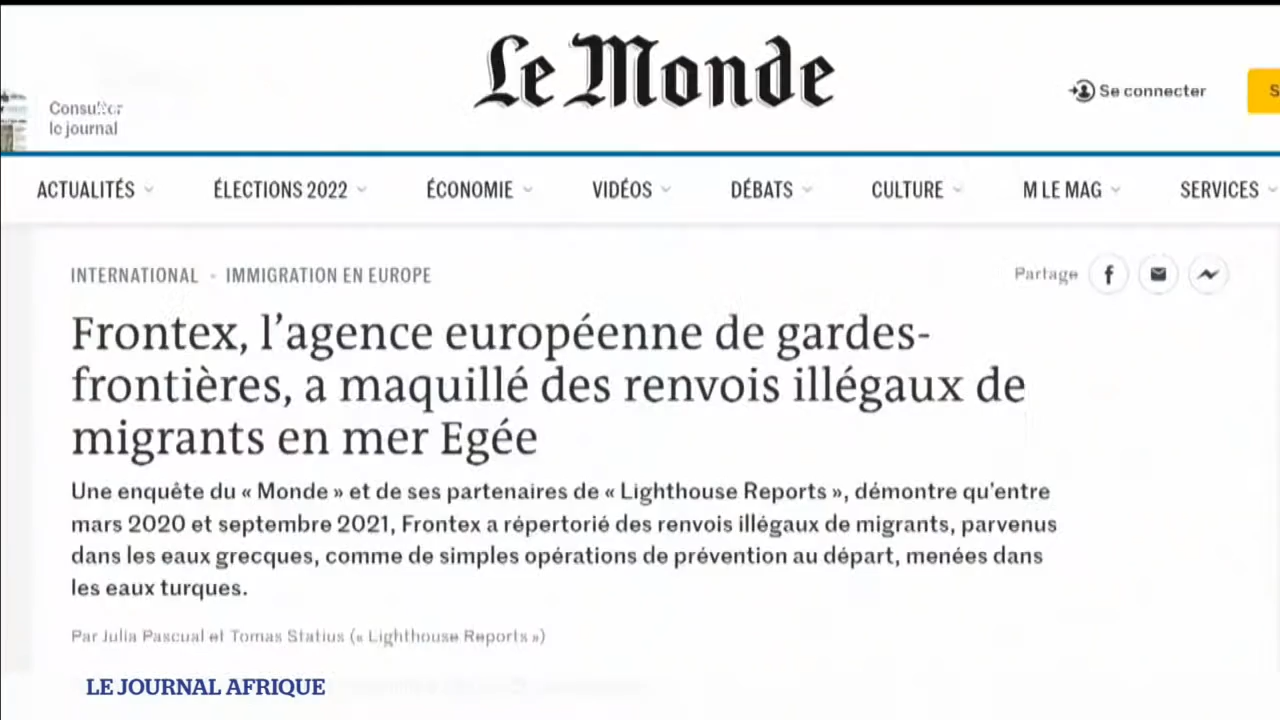 Le Monde
Consulter
le journal
Se connecter
S
ACTUALITÉS
ÉLECTIONS 2022
ÉCONOMIE
VIDÉOS
DÉBATS
CULTURE
M LE MAG
SERVICES
INTERNATIONAL • IMMIGRATION EN EUROPE
Partage
Frontex, l’agence européenne de gardes-
frontières, a maquillé des renvois illégaux de
migrants en mer Egée
Une enquête du « Monde » et de ses partenaires de « Lighthouse Reports », démontre qu’entre
mars 2020 et septembre 2021, Frontex a répertorié des renvois illégaux de migrants, parvenus
dans les eaux grecques, comme de simples opérations de prévention au départ, menées dans
les eaux turques.
Par Julia Pascual et Tomas Statius (« Lighthouse Reports »)
LE JOURNAL AFRIQUE